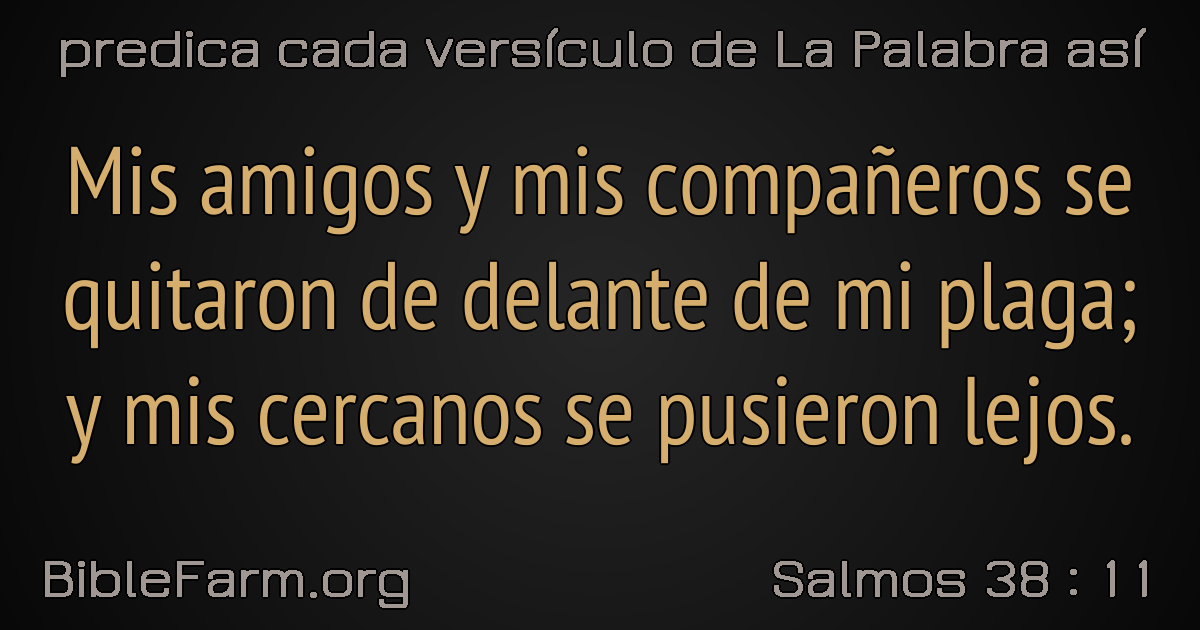 predica cada versículo de La Palabra así
Mis amigos y mis compañeros se
quitaron de delante de mi plaga;
y mis cercanos se pusieron lejos.
BibleFarm.org
Salmos 38 : 11